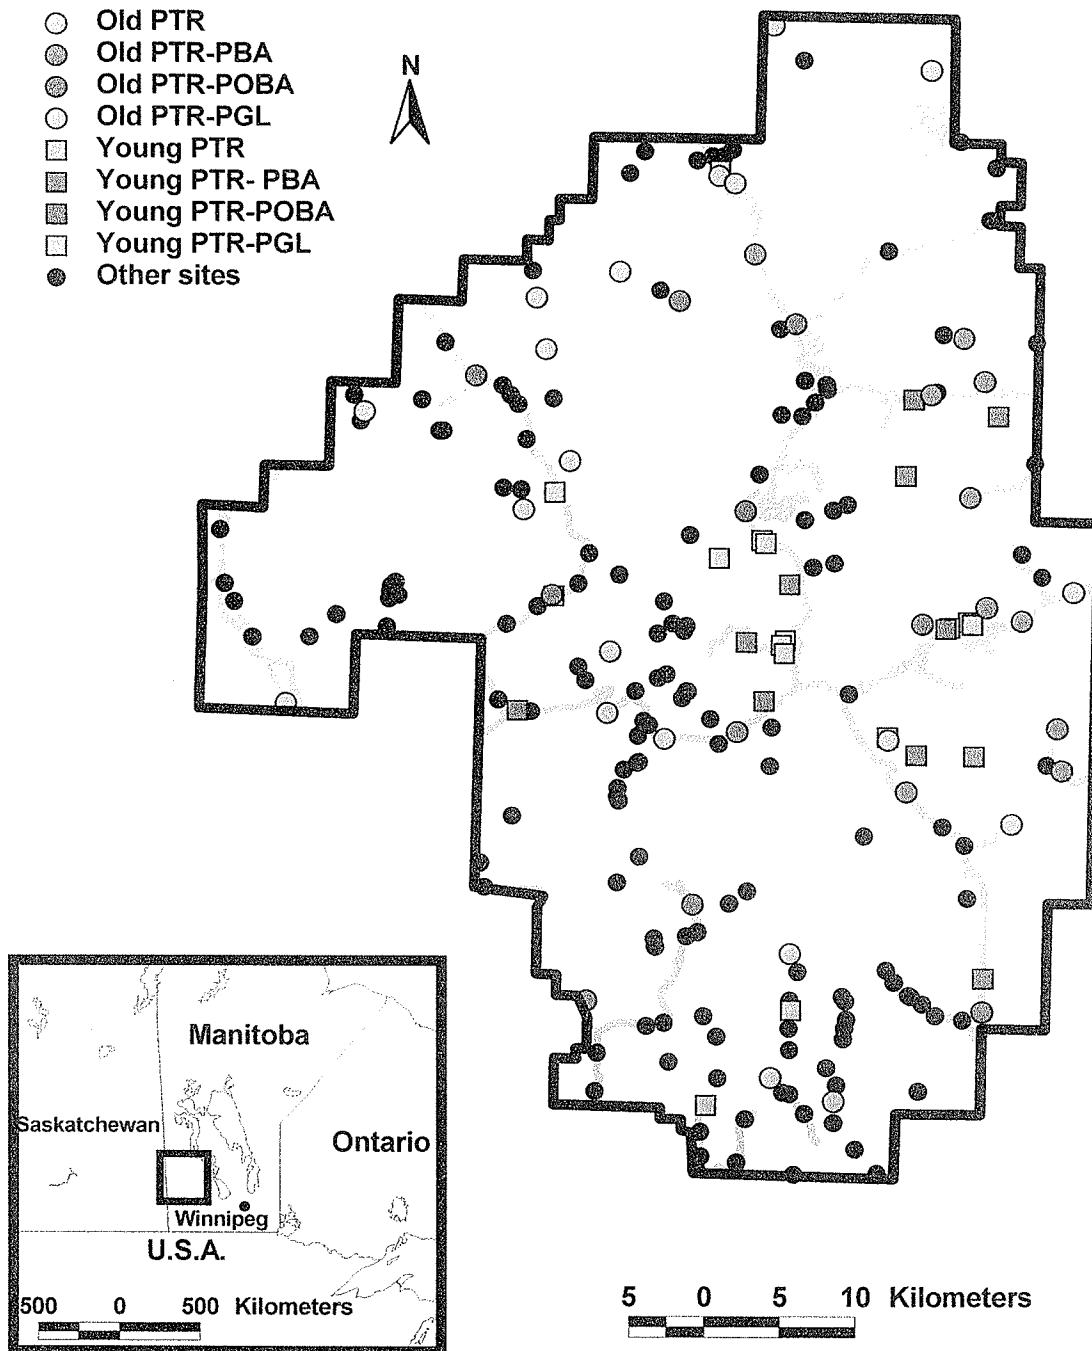 Old PTR
Old PTR-PBA
Old PTR-POBA
Old PTR-PGL
Young PTR
Young PTR- PBA
Young PTR-POBA
Young PTR-PGL
Other sites
N
Manitoba
Saskatchewan
Ontario
Winnipeg
U.S.A.
500 0 500 Kilometers
5 0 5 10 Kilometers